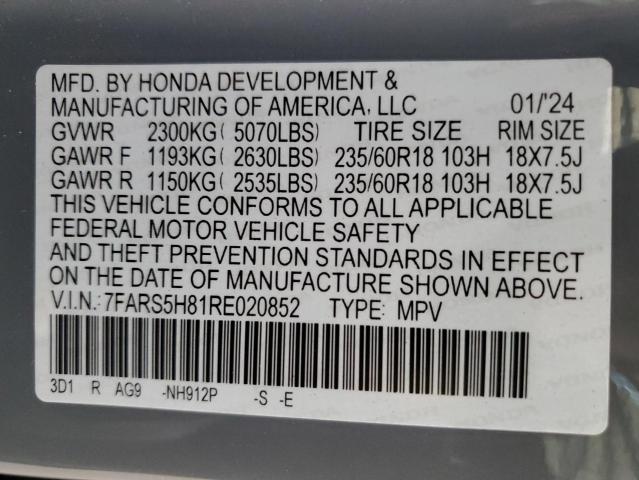 MFD. BY HONDA DEVELOPMENT &
MANUFACTURING OF AMERICA, LLC 01/'24
GVWR 2300KG( 5070LBS) TIRE SIZE RIM SIZE
GAWR F 1193KG( 2630LBS) 235/60R18 103H 18X7.5J
GAWR R 1150KG( 2535LBS) 235/60R18 103H 18X7.5J
THIS VEHICLE CONFORMS TO ALL APPLICABLE
FEDERAL MOTOR VEHICLE SAFETY
AND THEFT PREVENTION STANDARDS IN EFFECT
ON THE DATE OF MANUFACTURE SHOWN ABOVE.
V.I.N.:7FARS5H81RE020852 TYPE: MPV
3D1 R AG9 -NH912P -S -E